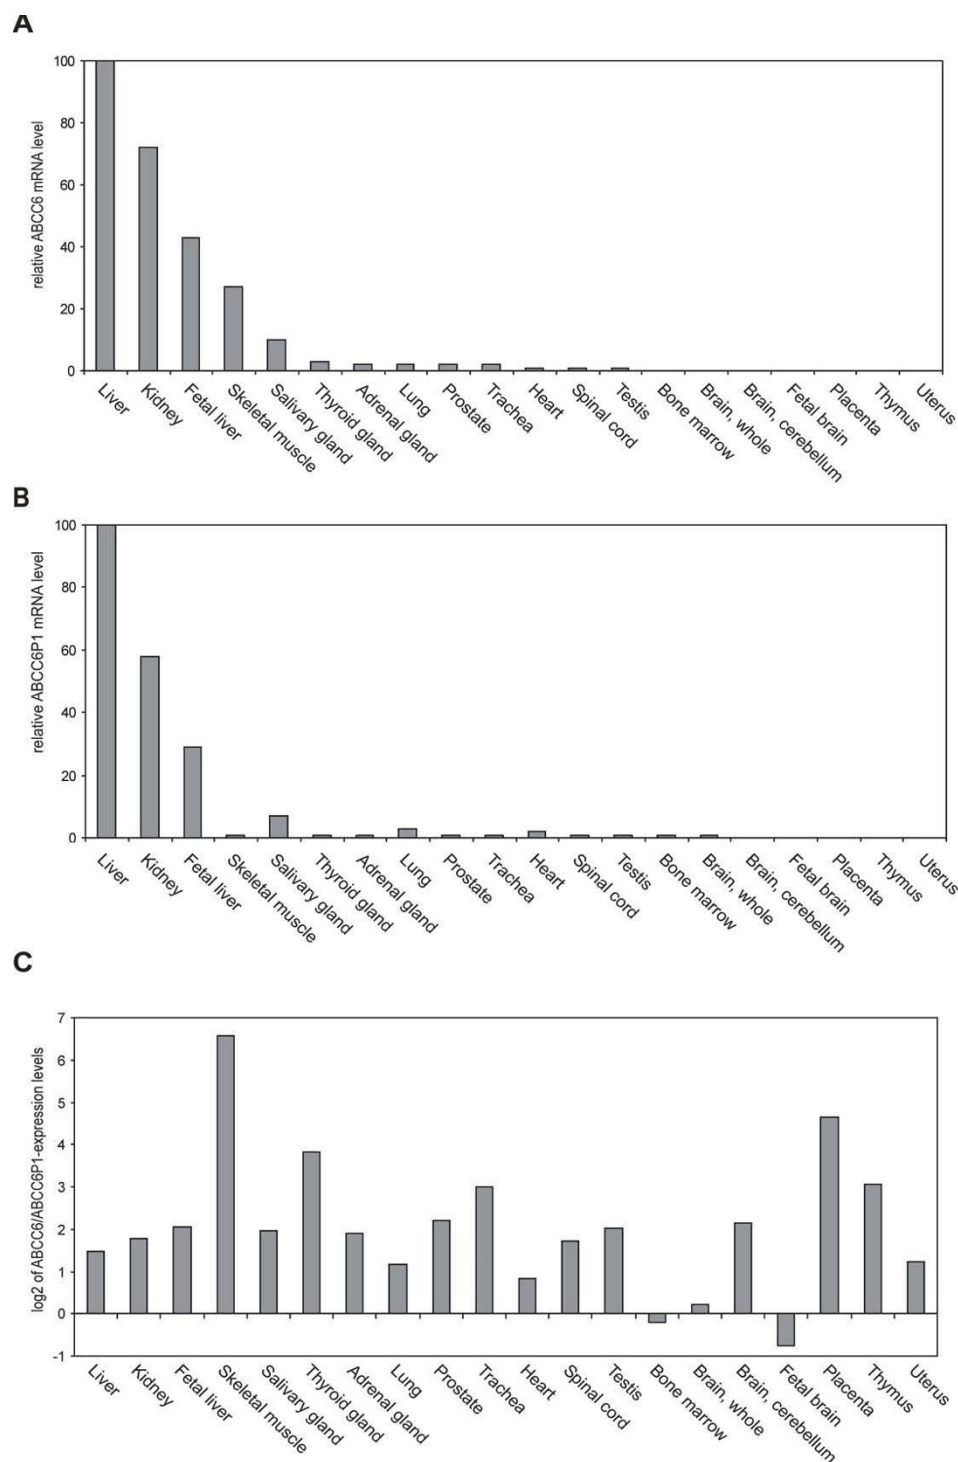 A
relative ABCC6 mRNA level
100
80
60
40
20
0
Liver
Kidney
Fetal liver
Skeletal muscle
Salivary gland
Thyroid gland
Adrenal gland
Lung
Prostate
Trachea
Heart
Spinal cord
Testis
Bone marrow
Brain, whole
Brain, cerebellum
Fetal brain
Placenta
Thymus
Uterus
B
relative ABCC6P1 mRNA level
100
80
60
40
20
0
Liver
Kidney
Fetal liver
Skeletal muscle
Salivary gland
Thyroid gland
Adrenal gland
Lung
Prostate
Trachea
Heart
Spinal cord
Testis
Bone marrow
Brain, whole
Brain, cerebellum
Fetal brain
Placenta
Thymus
Uterus
C
log2 of ABCC6/ABCC6P1-expression levels
7
6
5
4
3
2
1
0
-1
Liver
Kidney
Fetal liver
Skeletal muscle
Salivary gland
Thyroid gland
Adrenal gland
Lung
Prostate
Trachea
Heart
Spinal cord
Testis
Bone marrow
Brain, whole
Brain, cerebellum
Fetal brain
Placenta
Thymus
Uterus